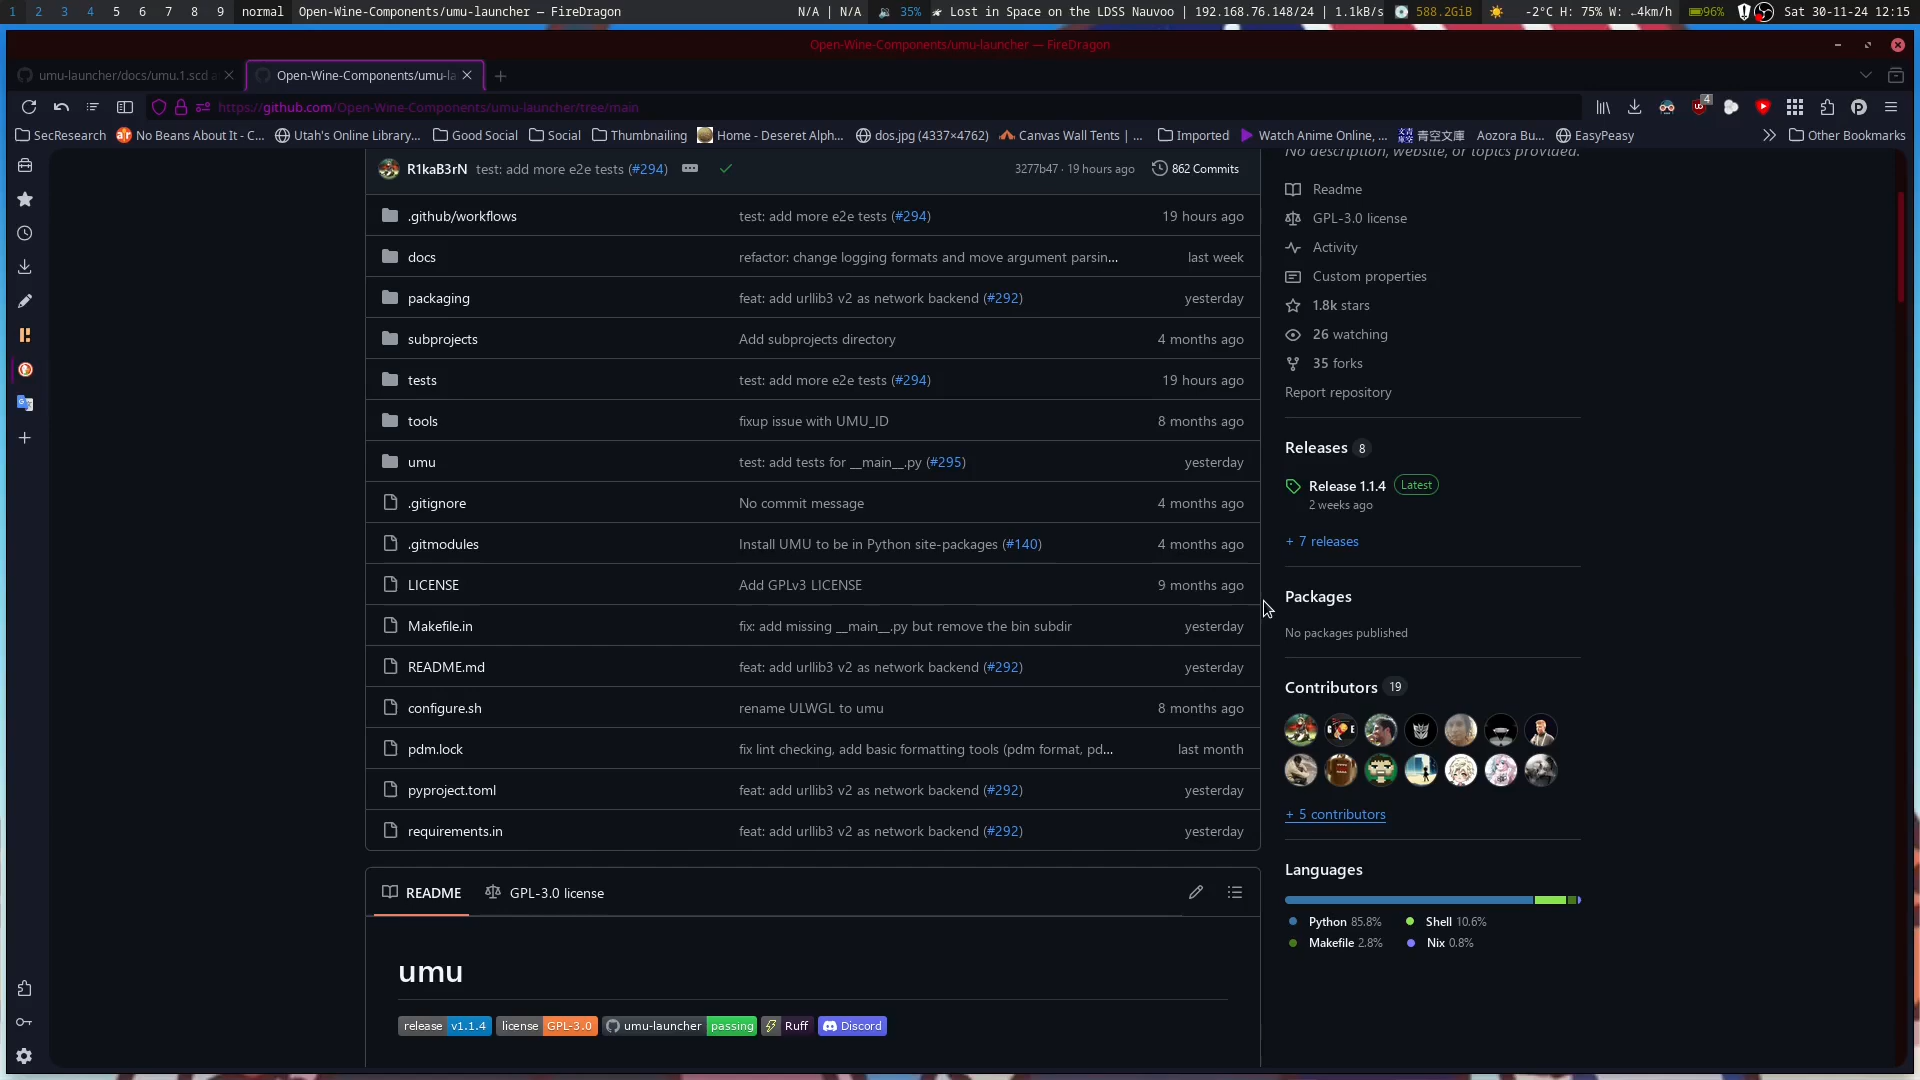 1 2 3 4 5 6 7 8 9 normal Open-Wine-Components/umu-launcher — FireDragon N/A | N/A 35% Lost in Space on the LDSS Nauvoo | 192.168.76.148/24 | 1.1kB/s 588.2GiB -2°C H: 75% W: ←4km/h 96% Sat 30-11-24 12:15
Open-Wine-Components/umu-launcher — FireDragon
umu-launcher/docs/umu.1.scd a Open-Wine-Components/umu-la
https://github.com/Open-Wine-Components/umu-launcher/tree/main 4
SecResearch No Beans About It - C... Utah's Online Library... Good Social Social Thumbnailing Home - Deseret Alph... dos.jpg (4337×4762) Canvas Wall Tents | ... Imported Watch Anime Online, ... 青空文庫 Aozora Bu... EasyPeasy Other Bookmarks
No description, website, or topics provided.
R1kaB3rN test: add more e2e tests (#294) 3277b47 · 19 hours ago 862 Commits
.github/workflows test: add more e2e tests (#294) 19 hours ago
docs refactor: change logging formats and move argument parsin... last week
packaging feat: add urllib3 v2 as network backend (#292) yesterday
subprojects Add subprojects directory 4 months ago
tests test: add more e2e tests (#294) 19 hours ago
tools fixup issue with UMU_ID 8 months ago
umu test: add tests for __main__.py (#295) yesterday
.gitignore No commit message 4 months ago
.gitmodules Install UMU to be in Python site-packages (#140) 4 months ago
LICENSE Add GPLv3 LICENSE 9 months ago
Makefile.in fix: add missing __main__.py but remove the bin subdir yesterday
README.md feat: add urllib3 v2 as network backend (#292) yesterday
configure.sh rename ULWGL to umu 8 months ago
pdm.lock fix lint checking, add basic formatting tools (pdm format, pd... last month
pyproject.toml feat: add urllib3 v2 as network backend (#292) yesterday
requirements.in feat: add urllib3 v2 as network backend (#292) yesterday
README GPL-3.0 license
umu
release v1.1.4 license GPL-3.0 umu-launcher passing Ruff Discord
Readme
GPL-3.0 license
Activity
Custom properties
1.8k stars
26 watching
35 forks
Report repository
Releases 8
Release 1.1.4 Latest
2 weeks ago
+ 7 releases
Packages
No packages published
Contributors 19
+ 5 contributors
Languages
Python 85.8% Shell 10.6%
Makefile 2.8% Nix 0.8%